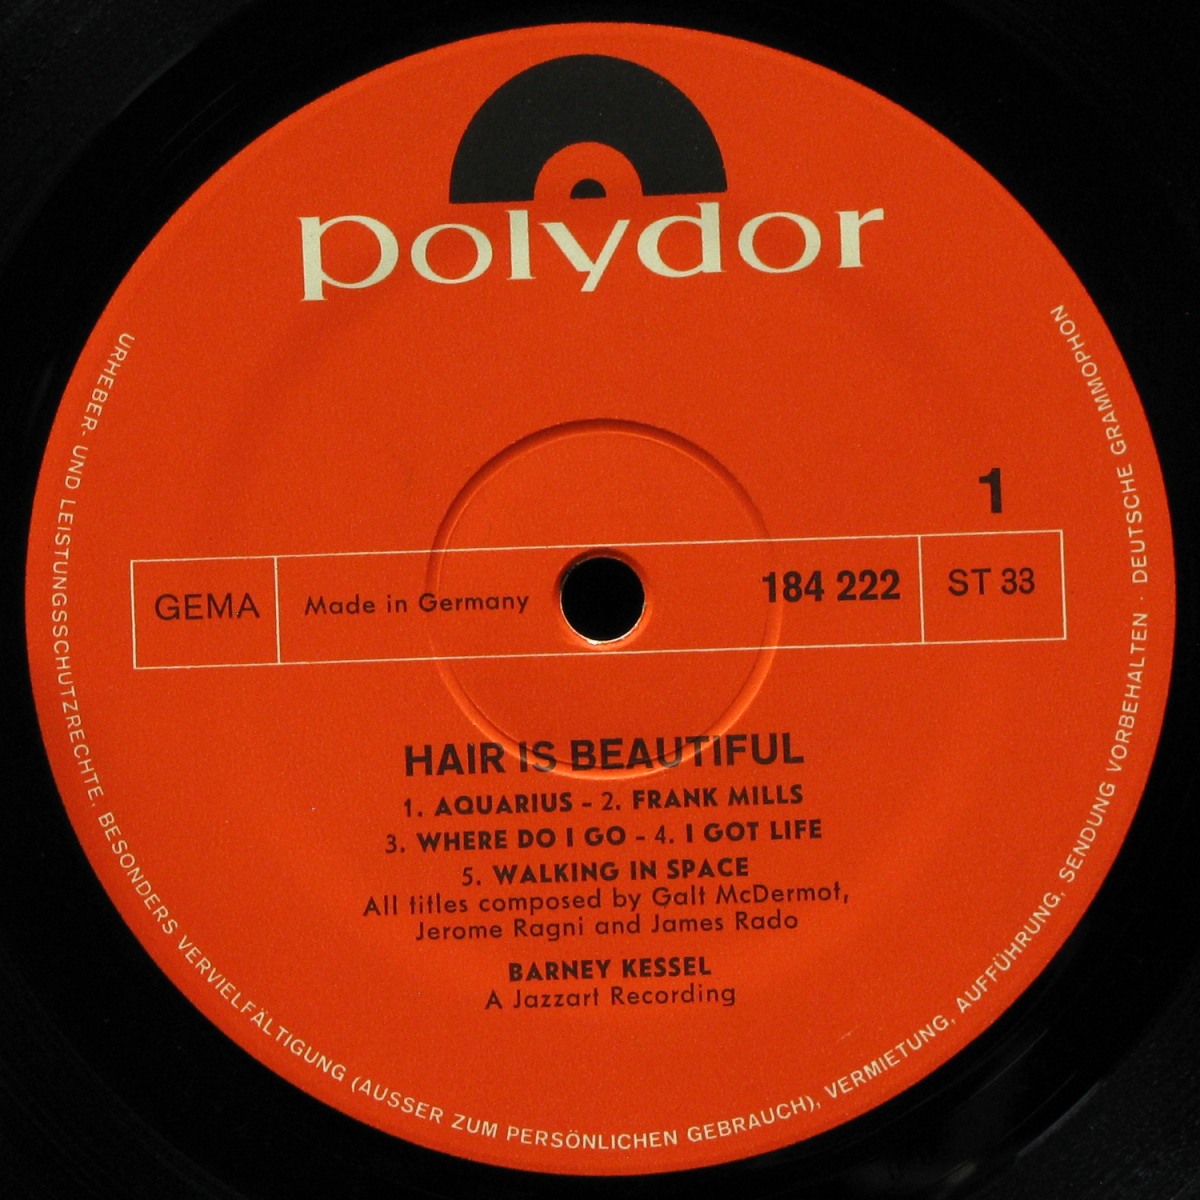 polydor
1
GEMA
Made in Germany
184 222
ST 33
HAIR IS BEAUTIFUL
1. AQUARIUS - 2. FRANK MILLS
3. WHERE DO I GO - 4. I GOT LIFE
5. WALKING IN SPACE
All titles composed by Galt McDermot,
Jerome Ragni and James Rado
BARNEY KESSEL
A Jazzart Recording
URHEBER- UND LEISTUNGSSCHUTZRECHTE, BESONDERS VERVIELFÄLTIGUNG (AUSSER ZUM PERSÖNLICHEN GEBRAUCH), VERMIETUNG, AUFFÜHRUNG, SENDUNG VORBEHALTEN · DEUTSCHE GRAMMOPHON